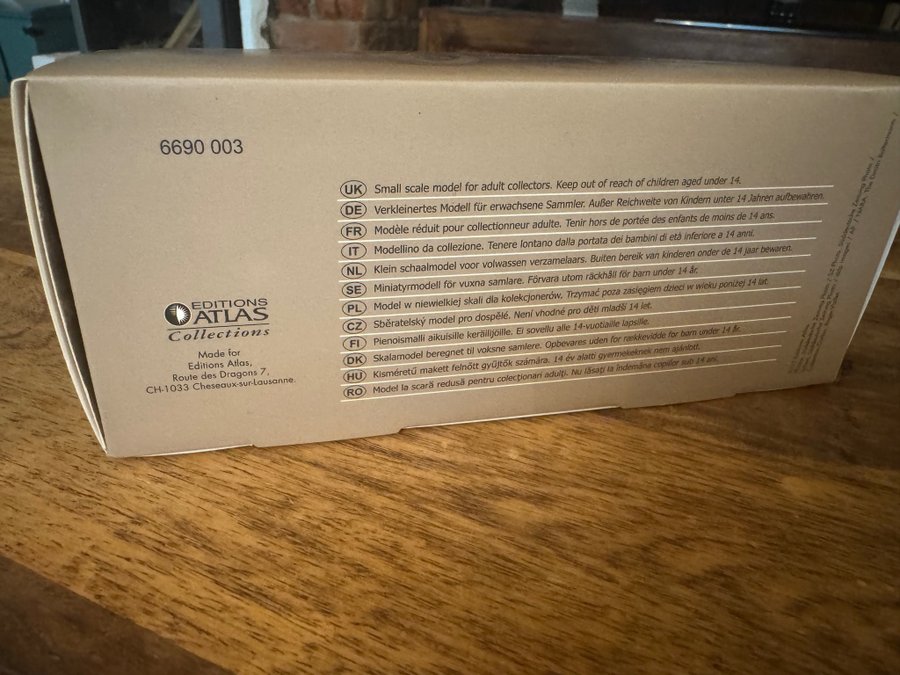 6690 003
UK Small scale model for adult collectors. Keep out of reach of children aged under 14.
DE Verkleinertes Modell für erwachsene Sammler. Außer Reichweite von Kindern unter 14 Jahren aufbewahren.
FR Modèle réduit pour collectionneur adulte. Tenir hors de portée des enfants de moins de 14 ans.
IT Modellino da collezione. Tenere lontano dalla portata dei bambini di età inferiore a 14 anni.
NL Klein schaalmodel voor volwassen verzamelaars. Buiten bereik van kinderen onder de 14 jaar bewaren.
SE Miniatyrmodell för vuxna samlare. Förvara utom räckhåll för barn under 14 år.
PL Model w niewielkiej skali dla kolekcjonerów. Trzymać poza zasięgiem dzieci w wieku poniżej 14 lat.
CZ Sběratelský model pro dospělé. Není vhodné pro děti mladší 14 let.
FI Pienoismalli aikuisille keräilijöille. Ei sovellu alle 14-vuotiaille lapsille.
DK Skalamodel beregnet til voksne samlere. Opbevares uden for rækkevidde for børn under 14 år.
HU Kisméretű makett felnőtt gyűjtők számára. 14 év alatti gyermekeknek nem ajánlott.
RO Model la scară redusă pentru colecționari adulți. Nu lăsați la îndemâna copiilor sub 14 ani.
EDITIONS
ATLAS
Collections
Made for
Editions Atlas,
Route des Dragons 7,
CH-1033 Cheseaux-sur-Lausanne.